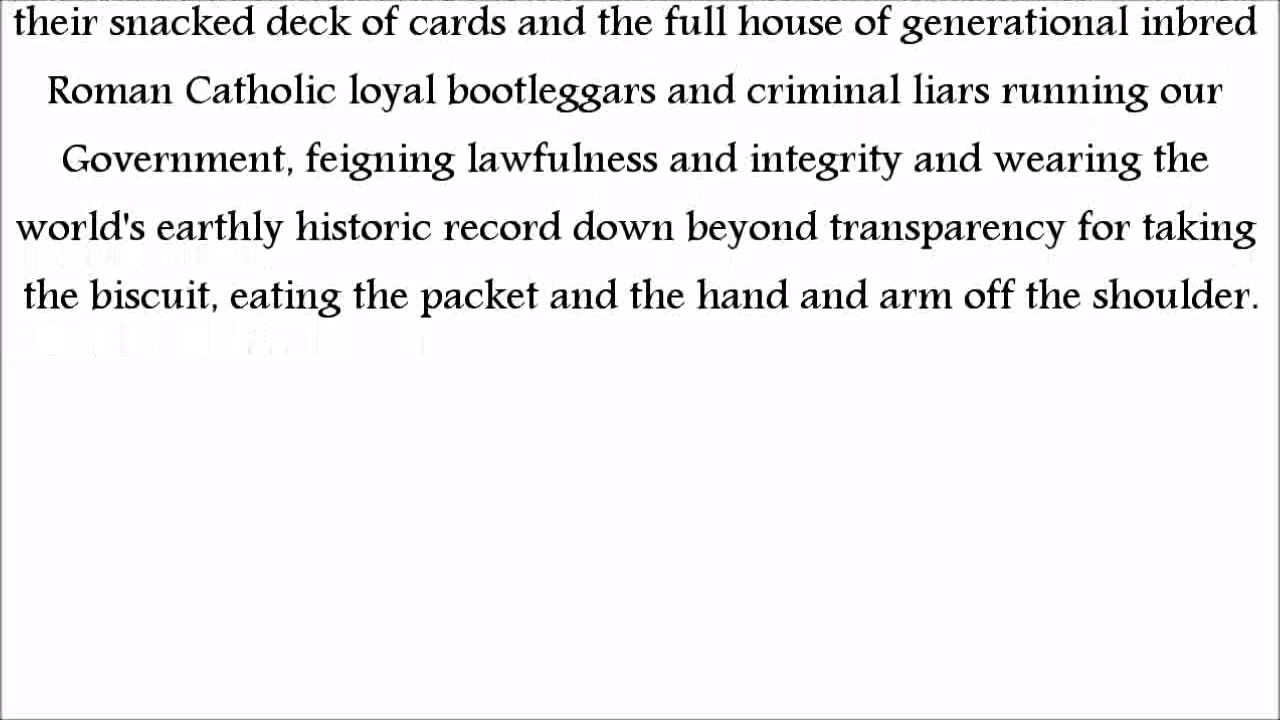 their snacked deck of cards and the full house of generational inbred
Roman Catholic loyal bootleggars and criminal liars running our
Government, feigning lawfulness and integrity and wearing the
world's earthly historic record down beyond transparency for taking
the biscuit, eating the packet and the hand and arm off the shoulder.